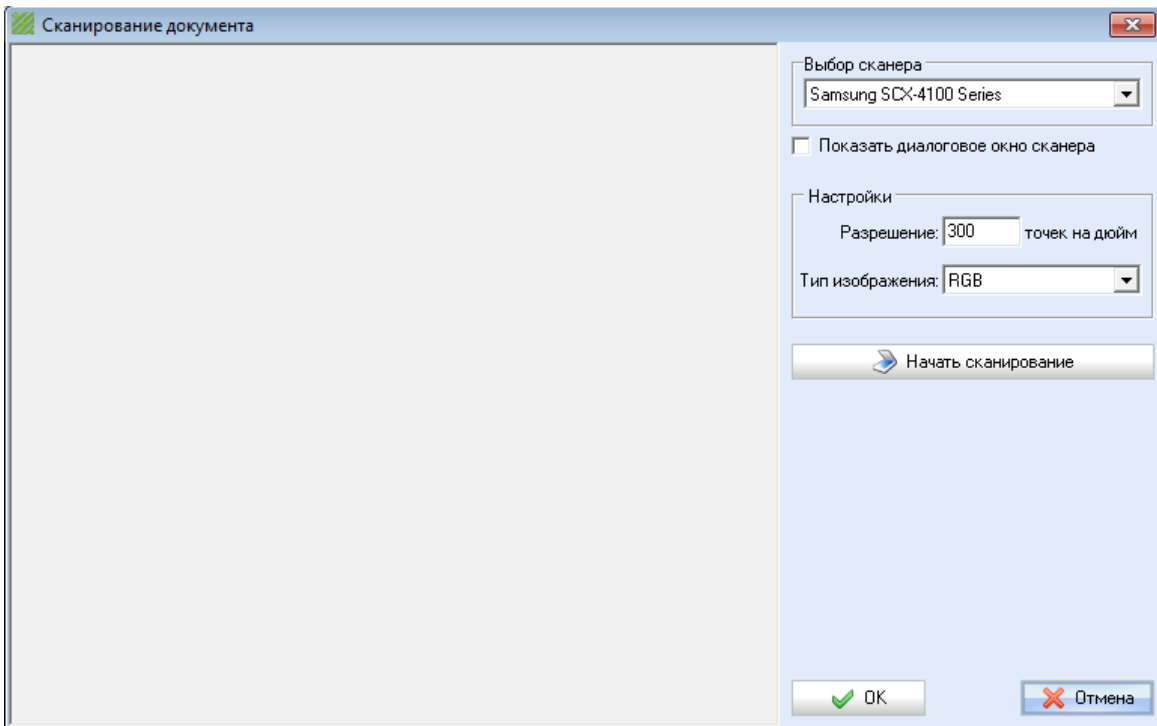 Сканирование документа
Выбор сканера
Samsung SCX-4100 Series
Показать диалоговое окно сканера
Настройки
Разрешение: 300 точек на дюйм
Тип изображения: RGB
Начать сканирование
OK Отмена